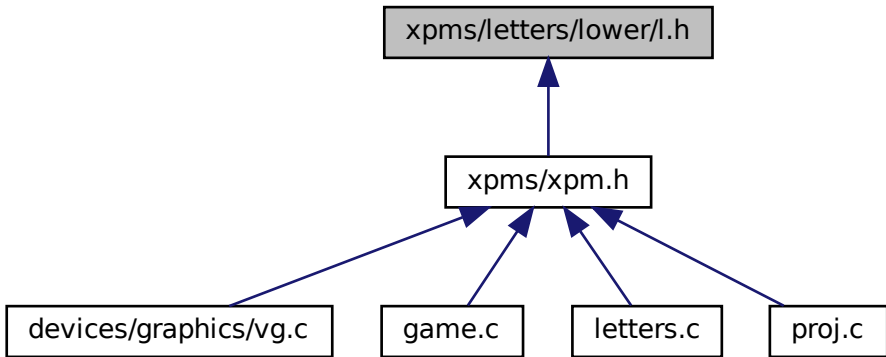 xpms/letters/lower/l.h
xpms/xpm.h
devices/graphics/vg.c
game.c
letters.c
proj.c